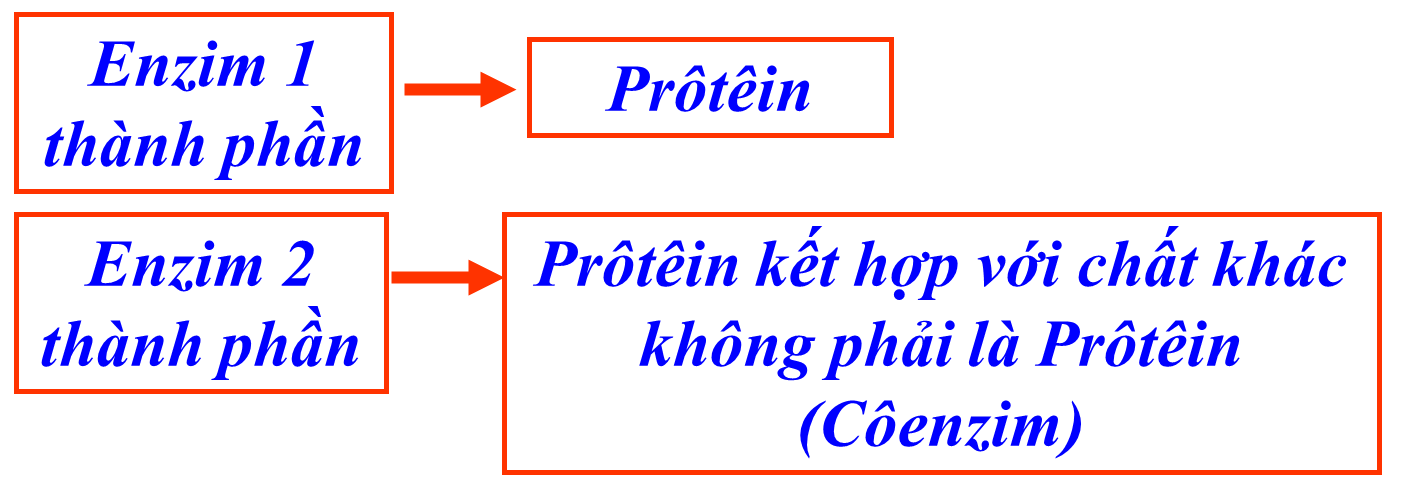 Enzim 1
thành phần
Prôtêin
Enzim 2
thành phần
Prôtêin kết hợp với chất khác
không phải là Prôtêin
(Côenzim)